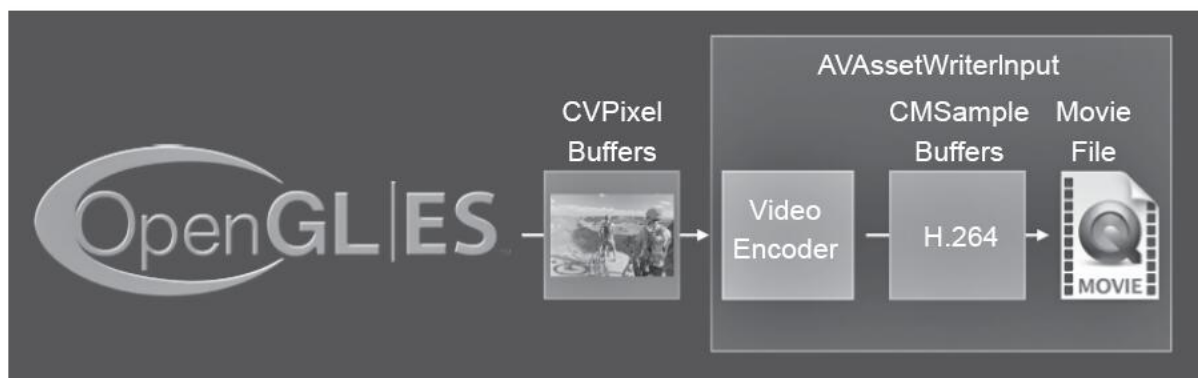 AVAssetWriterInput
CVPixel
Buffers
CMSample
Buffers
Movie
File
OpenGL|ES
Video
Encoder
H.264
MOVIE